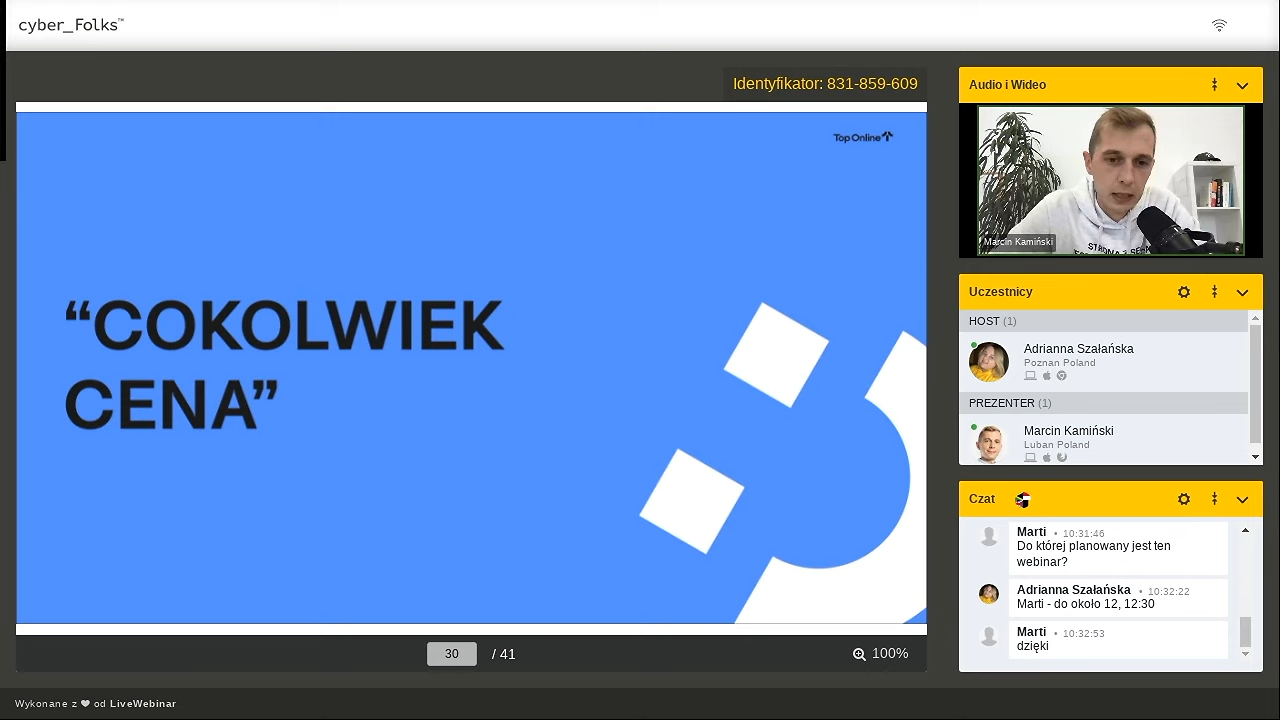 cyber_Folks™
Identyfikator: 831-859-609
Top Online
“COKOLWIEK
CENA”
30 / 41
100%
Audio i Wideo
Marcin Kamiński
Uczestnicy
HOST (1)
Adrianna Szałańska
Poznan Poland
PREZENTER (1)
Marcin Kamiński
Luban Poland
Czat
Marti • 10:31:46
Do której planowany jest ten
webinar?
Adrianna Szałańska • 10:32:22
Marti - do około 12, 12:30
Marti • 10:32:53
dzięki
Wykonane z ❤ od LiveWebinar